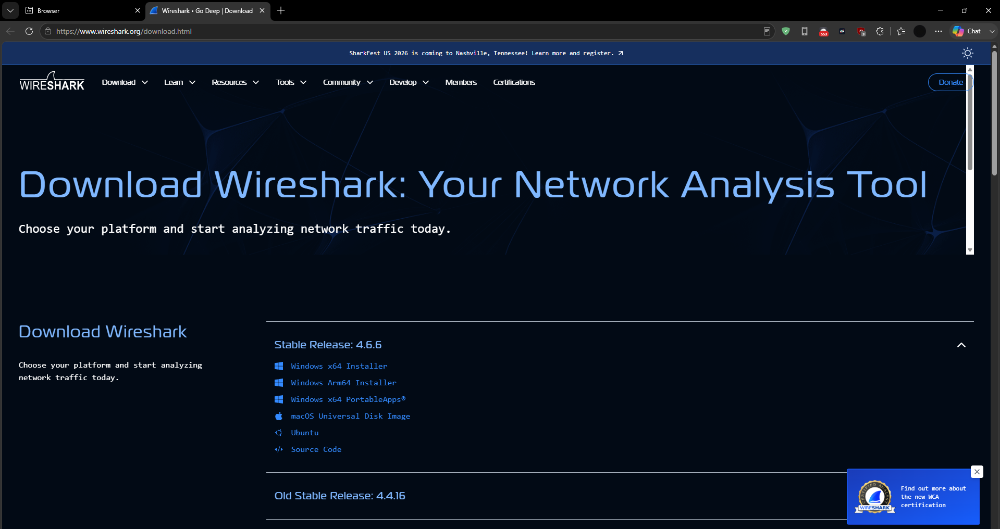 Browser
Wireshark • Go Deep | Download
https://www.wireshark.org/download.html
553
3
Chat
SharkFest US 2026 is coming to Nashville, Tennessee! Learn more and register.
WIRESHARK
Download
Learn
Resources
Tools
Community
Develop
Members
Certifications
Donate
Download Wireshark: Your Network Analysis Tool
Choose your platform and start analyzing network traffic today.
Download Wireshark
Choose your platform and start analyzing
network traffic today.
Stable Release: 4.6.6
Windows x64 Installer
Windows Arm64 Installer
Windows x64 PortableApps®
macOS Universal Disk Image
Ubuntu
Source Code
Old Stable Release: 4.4.16
CERTIFIED ANALYST
WIRESHARK
Find out more about
the new WCA
certification